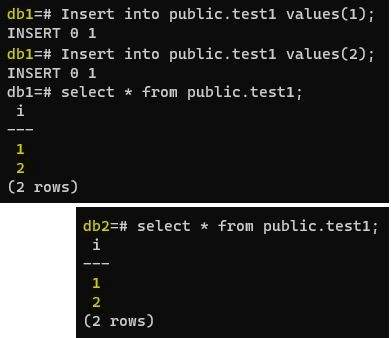 db1=# Insert into public.test1 values(1);
INSERT 0 1
db1=# Insert into public.test1 values(2);
INSERT 0 1
db1=# select * from public.test1;
i
---
1
2
(2 rows)
db2=# select * from public.test1;
i
---
1
2
(2 rows)